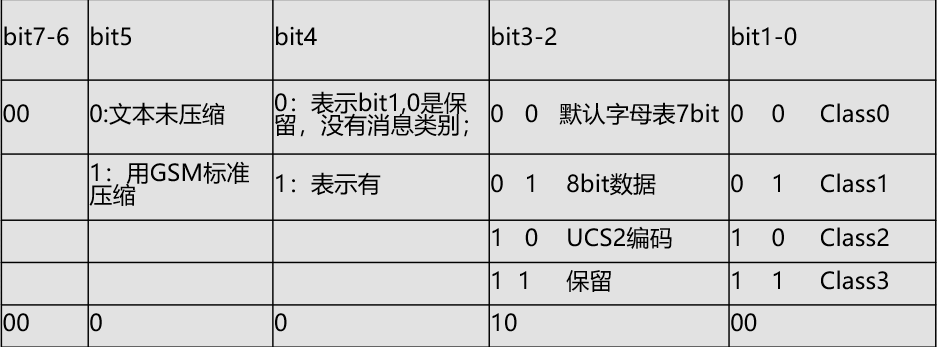 bit7-6 bit5 bit4 bit3-2 bit1-0
00 0:文本未压缩 0：表示bit1,0是保留，没有消息类别； 0 0 默认字母表7bit 0 0 Class0
1：用GSM标准压缩 1：表示有 0 1 8bit数据 0 1 Class1
1 0 UCS2编码 1 0 Class2
1 1 保留 1 1 Class3
00 0 0 10 00